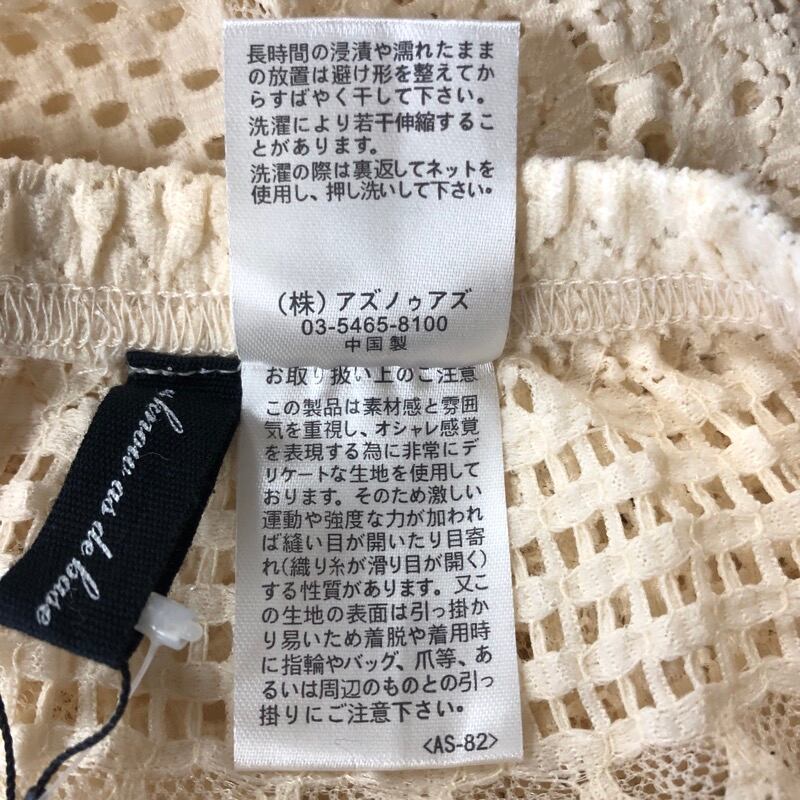 長時間の浸漬や濡れたまま
の放置は避け形を整えてか
らすばやく干して下さい。
洗濯により若干伸縮するこ
とがあります。
洗濯の際は裏返してネットを
使用し、押し洗いして下さい。
(株)アズノゥアズ
03-5465-8100
中国製
お取り扱い上のご注意
この製品は素材感と雰囲
気を重視し、オシャレ感覚
を表現する為に非常にデ
リケートな生地を使用して
おります。そのため激しい
運動や強度な力が加われ
ば縫い目が開いたり目寄
れ(織り糸が滑り目が開く)
する性質があります。又こ
の生地の表面は引っ掛か
り易いため着脱や着用時
に指輪やバッグ、爪等、あ
るいは周辺のものとの引っ
掛りにご注意下さい。
<AS-82>
know as de base